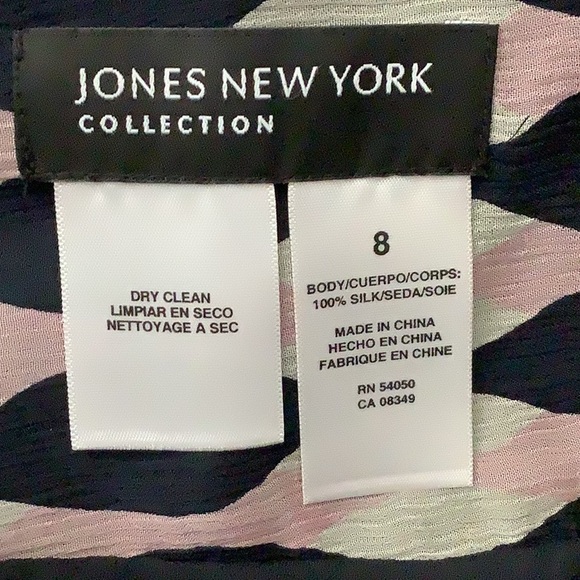 JONES NEW YORK
COLLECTION
DRY CLEAN
LIMPIAR EN SECO
NETTOYAGE A SEC
8
BODY/CUERPO/CORPS:
100% SILK/SEDA/SOIE
MADE IN CHINA
HECHO EN CHINA
FABRIQUE EN CHINE
RN 54050
CA 08349